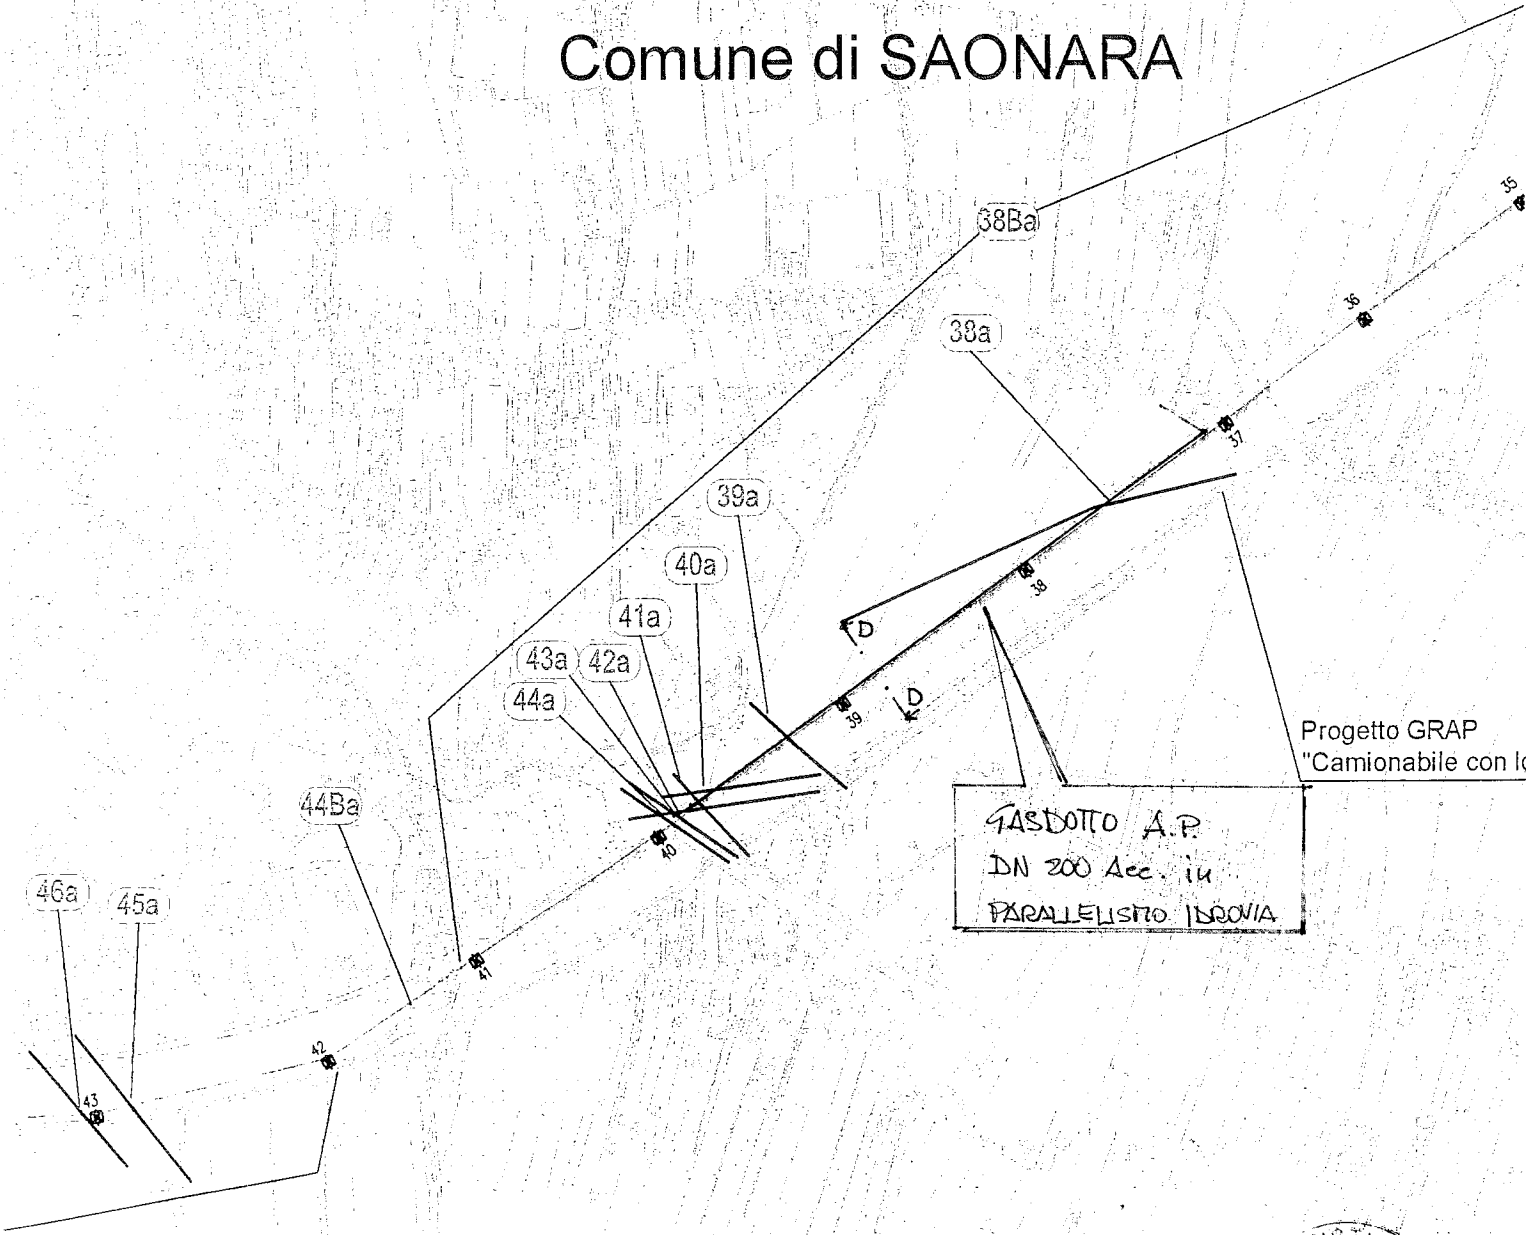 Comune di SAONARA
35
38Ba
36
38a
37
39a
40a
38
41a
43a
42a
44a
D
D
39
Progetto GRAP
"Camionabile con
44Ba
40
GASDOTTO A.P.
DN 200 Acc. in
PARALLELISMO IDROVIA
46a
45a
41
42
43